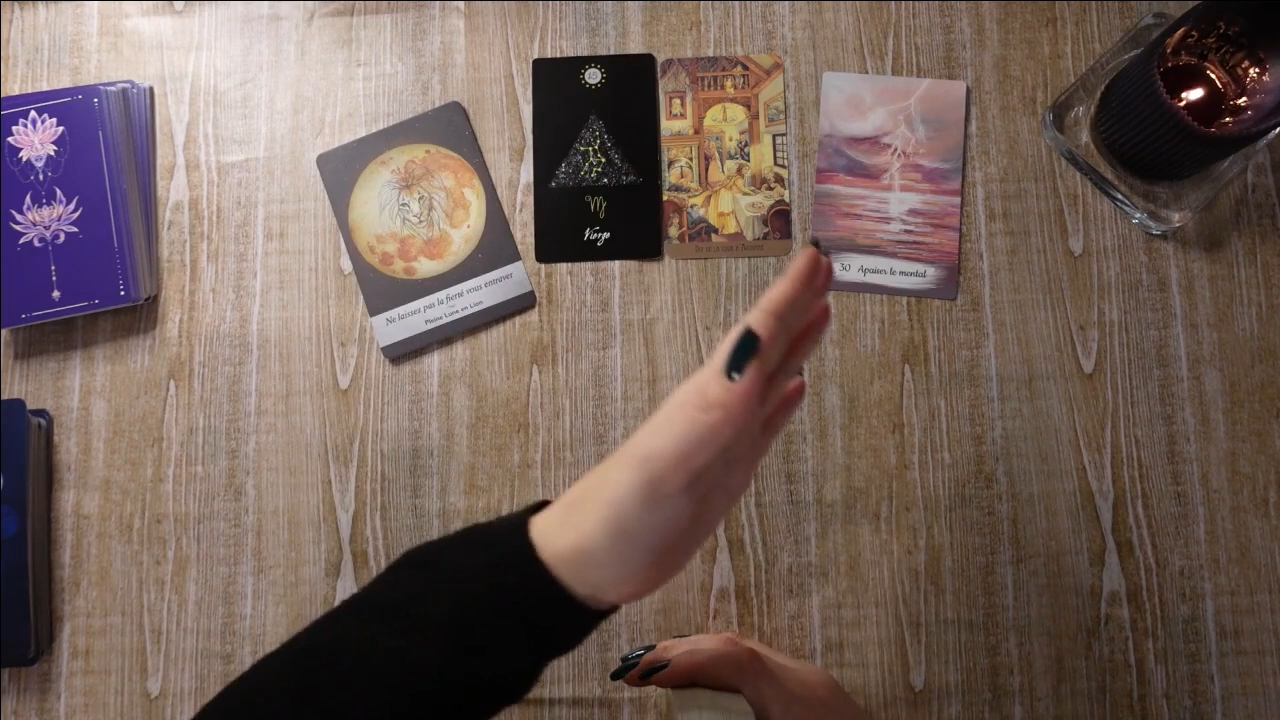 Ne laissez pas la fierté vous entraver
Pleine Lune en Lion
15
♍
Vierge
30 Apaiser le mental